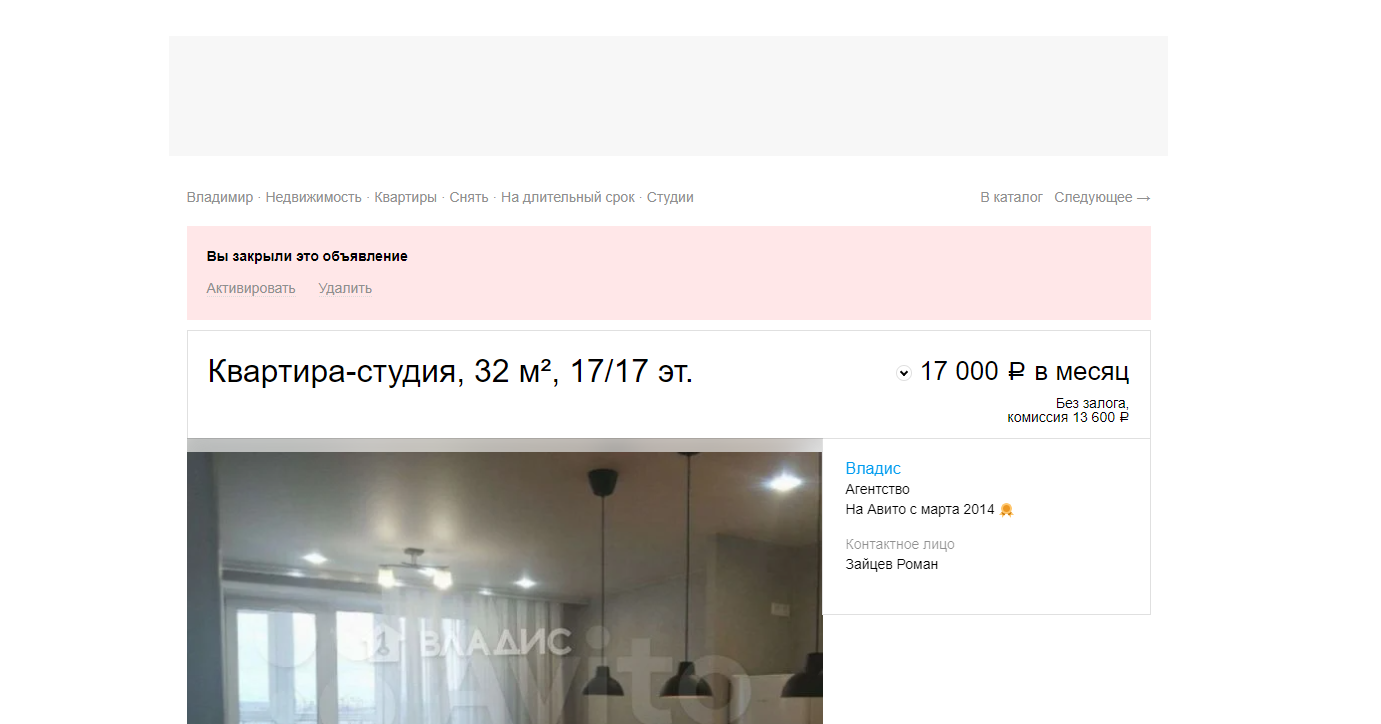 Владимир · Недвижимость · Квартиры · Снять · На длительный срок · Студии
В каталог Следующее →
Вы закрыли это объявление
Активировать Удалить
Квартира-студия, 32 м², 17/17 эт.
17 000 ₽ в месяц
Без залога,
комиссия 13 600 ₽
Владис
Агентство
На Авито с марта 2014
Контактное лицо
Зайцев Роман
ВЛАДИС
Avito